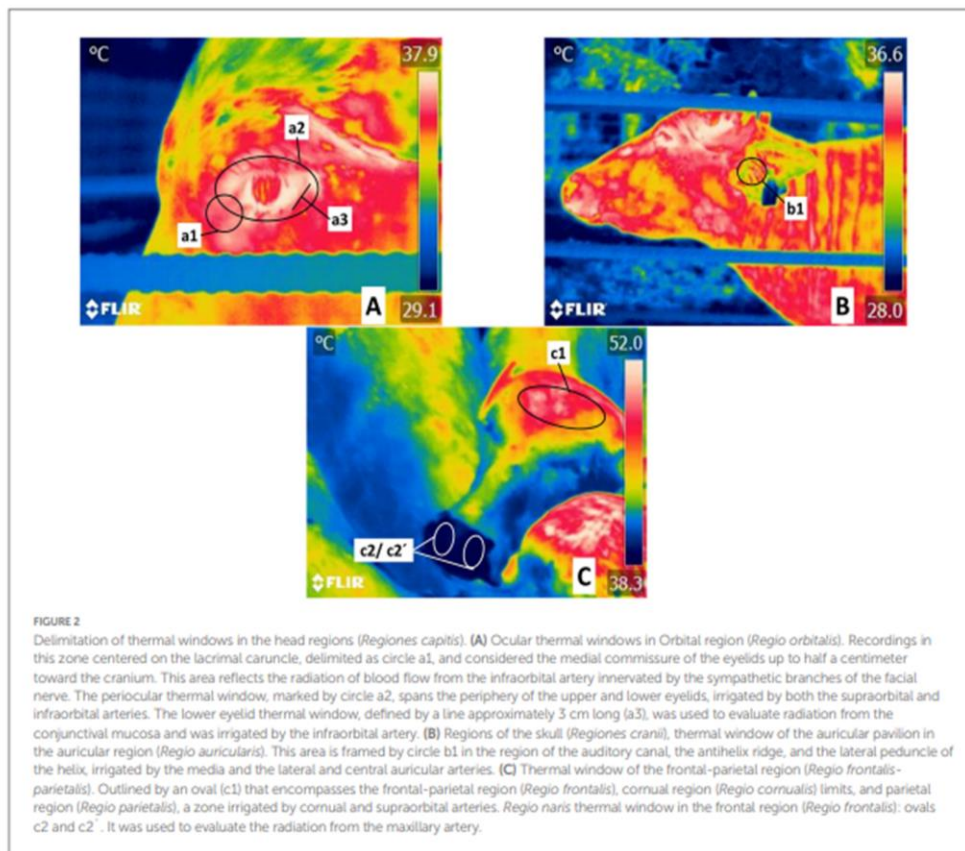 °C
37.9
a2
a1
a3
FLIR
A
29.1
°C
36.6
b1
FLIR
B
28.0
°C
52.0
c1
c2/ c2´
FLIR
C
38.3
FIGURE 2
Delimitation of thermal windows in the head regions (Regiones capitis). (A) Ocular thermal windows in Orbital region (Regio orbitalis). Recordings in
this zone centered on the lacrimal caruncle, delimited as circle a1, and considered the medial commissure of the eyelids up to half a centimeter
toward the cranium. This area reflects the radiation of blood flow from the infraorbital artery innervated by the sympathetic branches of the facial
nerve. The periocular thermal window, marked by circle a2, spans the periphery of the upper and lower eyelids, irrigated by both the supraorbital and
infraorbital arteries. The lower eyelid thermal window, defined by a line approximately 3 cm long (a3), was used to evaluate radiation from the
conjunctival mucosa and was irrigated by the infraorbital artery. (B) Regions of the skull (Regiones cranii), thermal window of the auricular pavilion in
the auricular region (Regio auricularis). This area is framed by circle b1 in the region of the auditory canal, the antihelix ridge, and the lateral peduncle of
the helix, irrigated by the media and the lateral and central auricular arteries. (C) Thermal window of the frontal-parietal region (Regio frontalis-
parietalis). Outlined by an oval (c1) that encompasses the frontal-parietal region (Regio frontalis), cornual region (Regio cornualis) limits, and parietal
region (Regio parietalis), a zone irrigated by cornual and supraorbital arteries. Regio naris thermal window in the frontal region (Regio frontalis): ovals
c2 and c2´. It was used to evaluate the radiation from the maxillary artery.